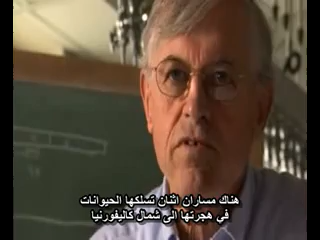 هناك مساران اثنان تسلكها الحيوانات
في هجرتها الى شمال كاليفورنيا